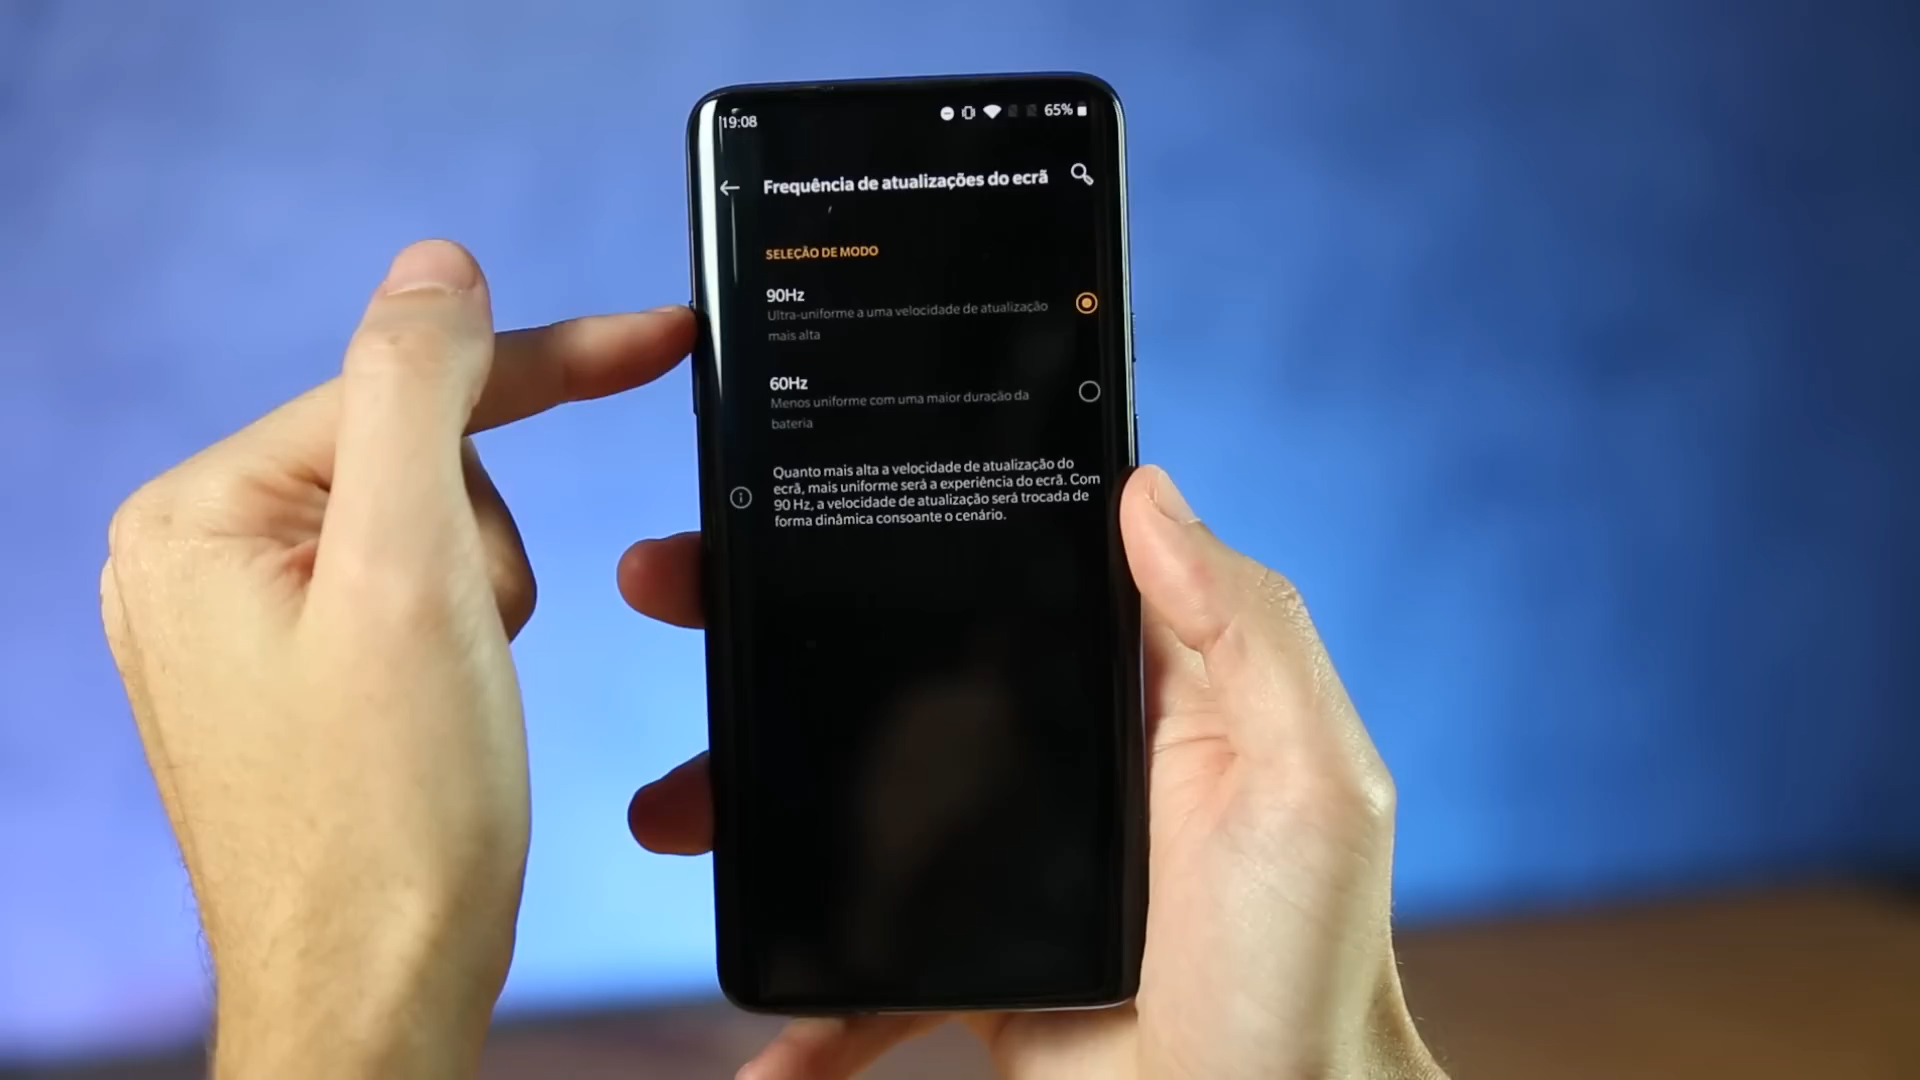 19:08
65%
Frequência de atualizações do ecrã
SELEÇÃO DE MODO
90Hz
Ultra-uniforme a uma velocidade de atualização
mais alta
60Hz
Menos uniforme com uma maior duração da
bateria
Quanto mais alta a velocidade de atualização do
ecrã, mais uniforme será a experiência do ecrã. Com
90 Hz, a velocidade de atualização será trocada de
forma dinâmica consoante o cenário.